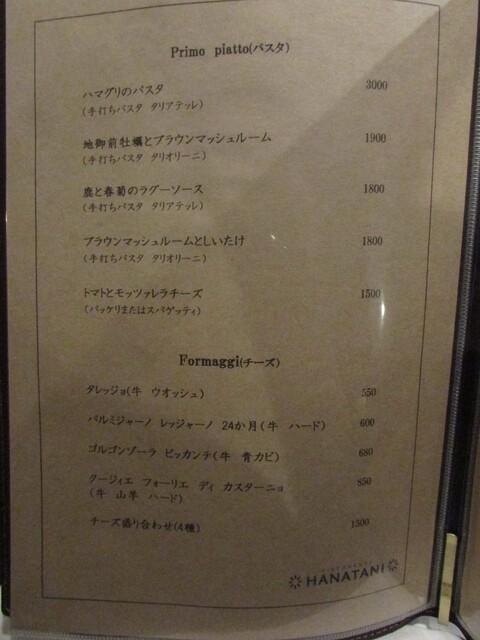 Primo piatto(パスタ)
ハマグリのパスタ 3000
(手打ちパスタ タリアテッレ)
地御前牡蠣とブラウンマッシュルーム 1900
(手打ちパスタ タリオリーニ)
鹿と春菊のラグーソース 1800
(手打ちパスタ タリアテッレ)
ブラウンマッシュルームとしいたけ 1800
(手打ちパスタ タリオリーニ)
トマトとモッツァレラチーズ 1500
(パッケリまたはスパゲッティ)
Formaggi(チーズ)
タレッジョ(牛 ウオッシュ) 550
パルミジャーノ レッジャーノ 24か月(牛 ハード) 600
ゴルゴンゾーラ ピッカンテ(牛 青カビ) 680
クージィエ フォーリエ ディ カスターニョ 850
(牛 山羊 ハード)
チーズ盛り合わせ(4種) 1500
RISTORANTE
HANATANI